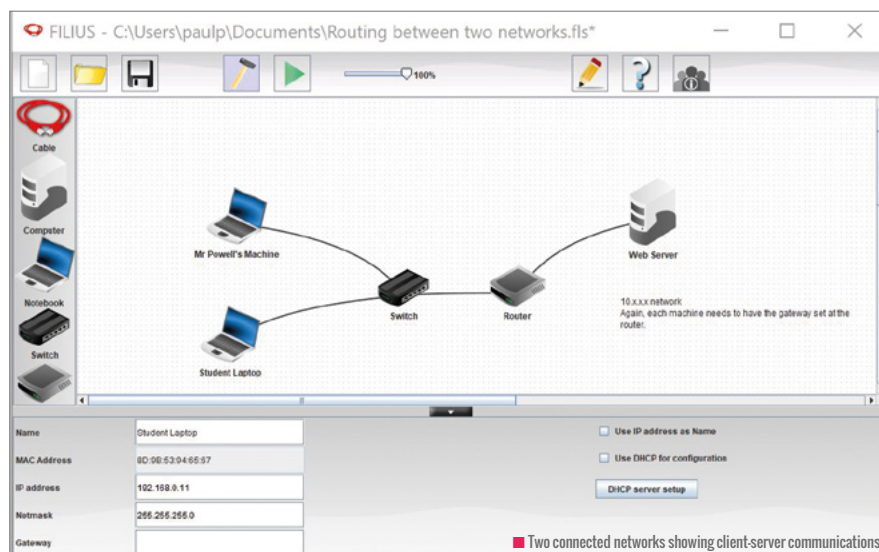 FILIUS - C:\Users\paulp\Documents\Routing between two networks.fls*
100%
Cable
Computer
Notebook
Switch
Mr Powell's Machine
Student Laptop
Switch
Router
Web Server
10.x.x.x network
Again, each machine needs to have the gateway set at the
router.
Name
Student Laptop
MAC Address
8D:0B:53:04:65:67
IP address
192.168.0.11
Netmask
255.255.255.0
Gateway
Use IP address as Name
Use DHCP for configuration
DHCP server setup
Two connected networks showing client-server communications